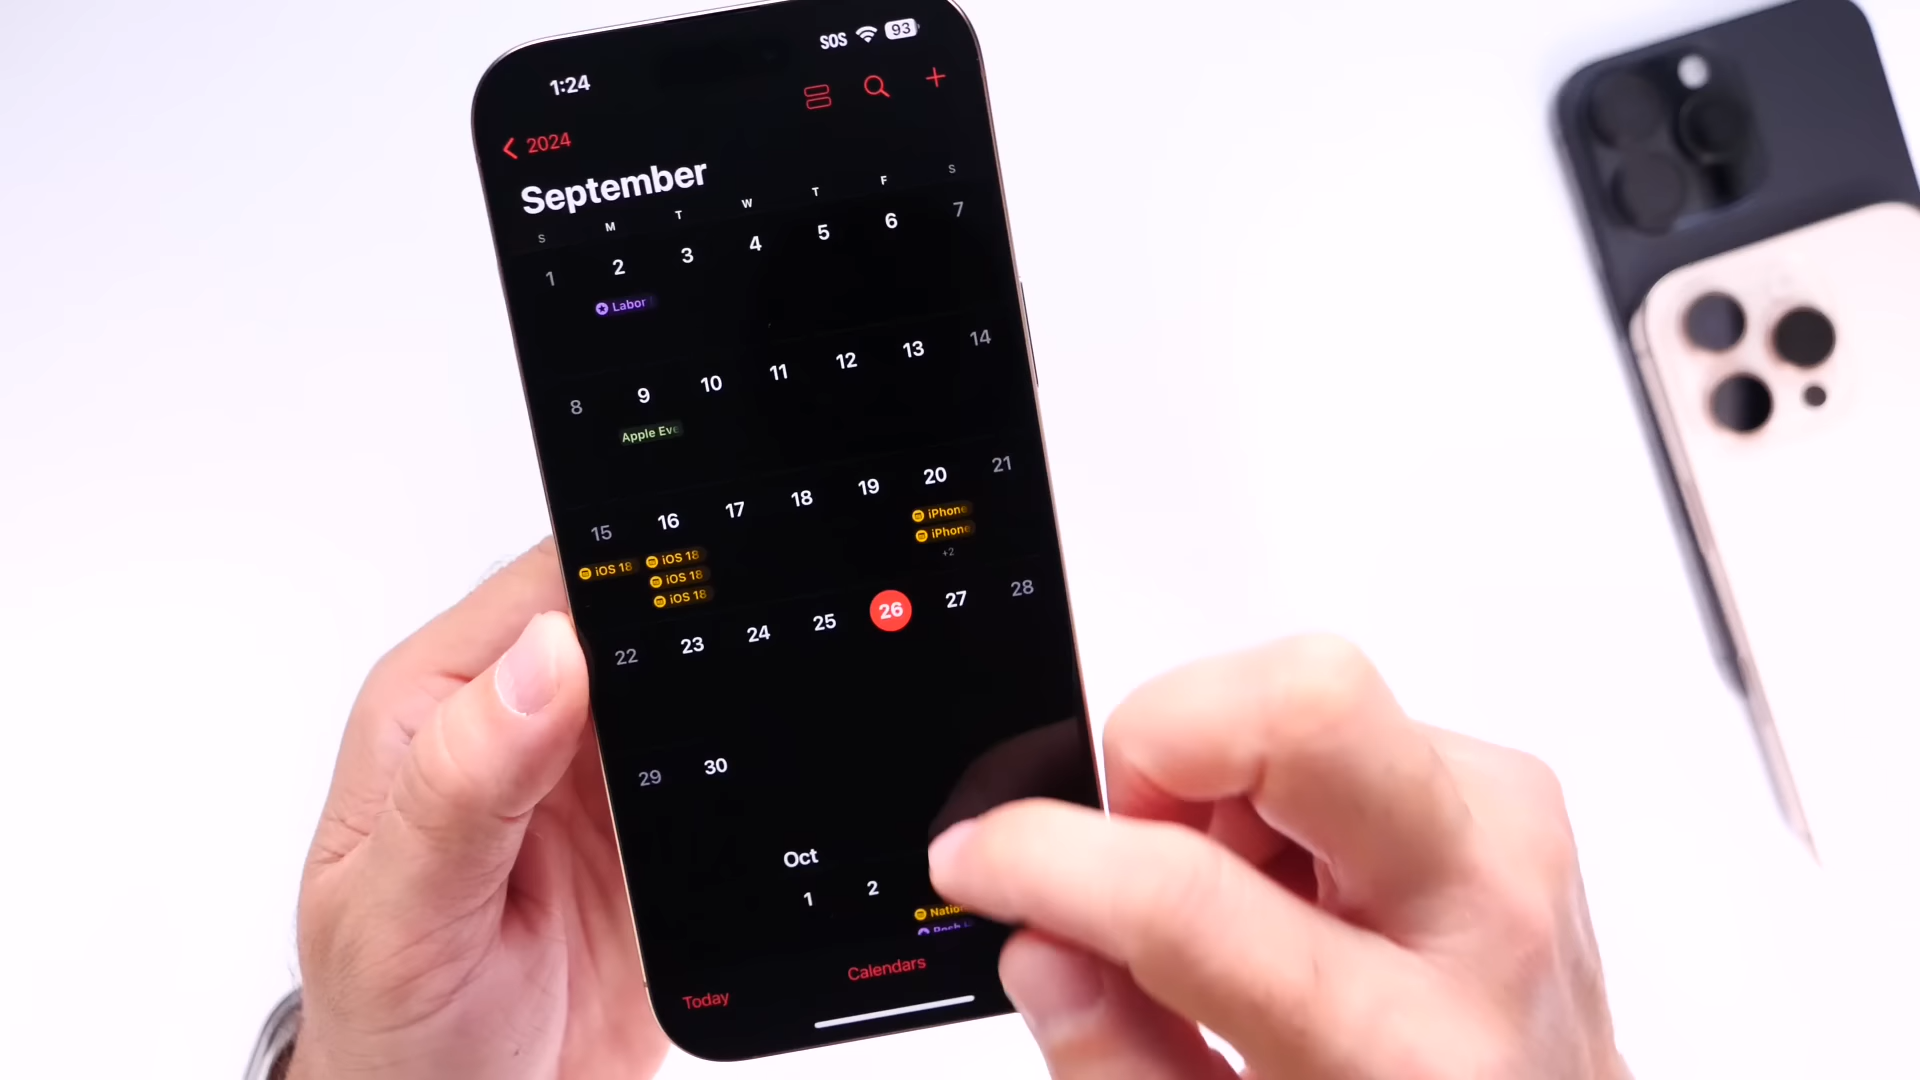 1:24
SOS 93
2024
September
S M T W T F S
1 2 3 4 5 6 7
Labor
8 9 10 11 12 13 14
Apple Eve
15 16 17 18 19 20 21
iOS 18 iOS 18 iPhone
iOS 18 iPhone
iOS 18 +2
22 23 24 25 26 27 28
29 30
Oct
1 2
Natio
Rosh
Today Calendars